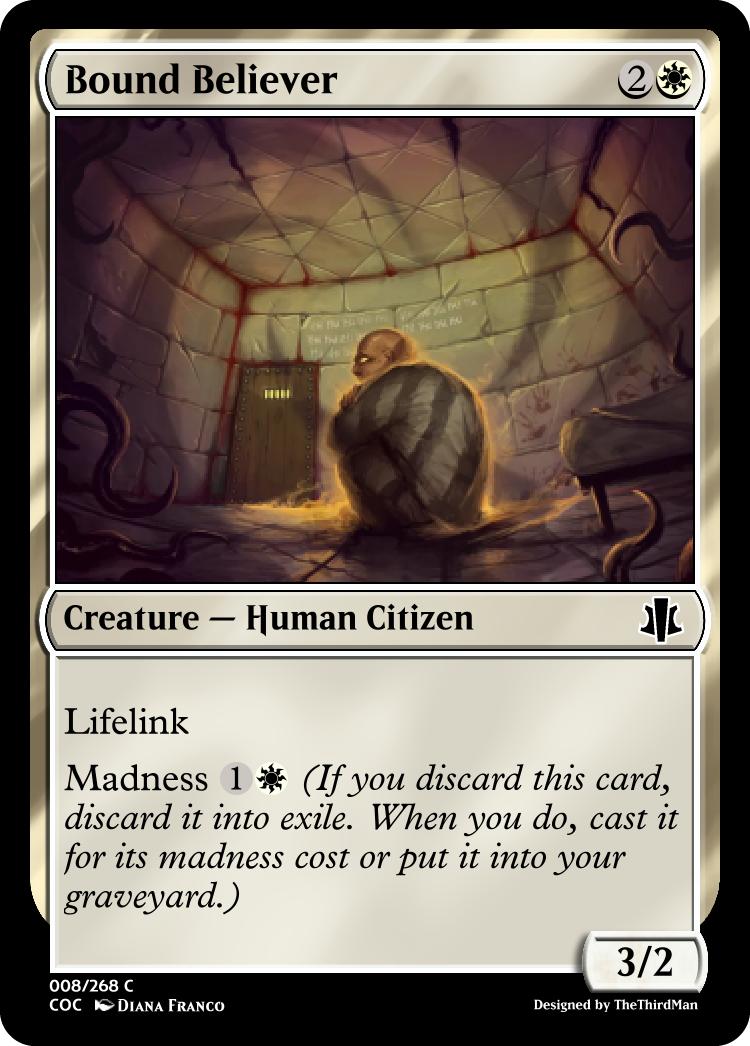 Bound Believer 2
Creature — Human Citizen
Lifelink
Madness 1 (If you discard this card,
discard it into exile. When you do, cast it
for its madness cost or put it into your
graveyard.)
3/2
008/268 C
COC Diana Franco
Designed by TheThirdMan